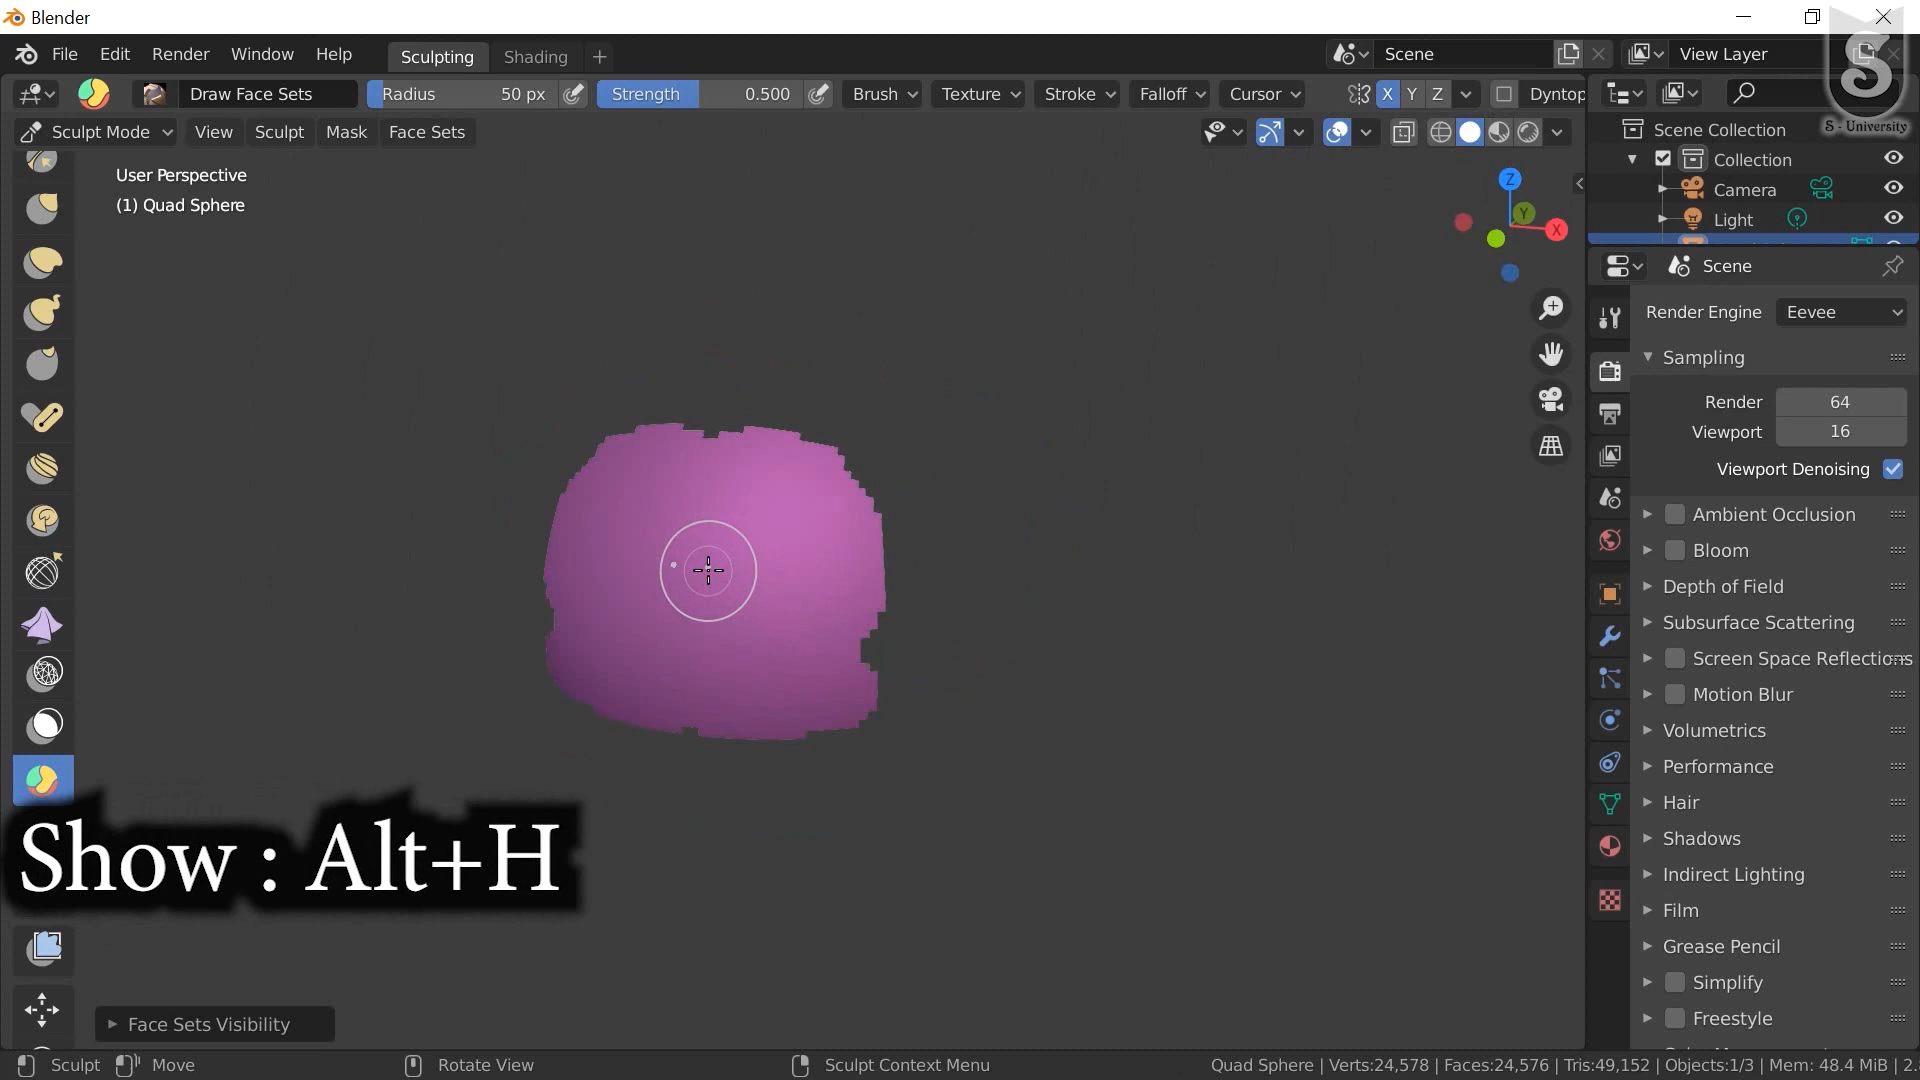 Blender
File Edit Render Window Help Sculpting Shading + Scene View Layer
Draw Face Sets Radius 50 px Strength 0.500 Brush Texture Stroke Falloff Cursor X Y Z Dyntop
Sculpt Mode View Sculpt Mask Face Sets
S
S - University
User Perspective
(1) Quad Sphere
Z
Y
X
Scene Collection
Collection
Camera
Light
Scene
Render Engine Eevee
Sampling
Render 64
Viewport 16
Viewport Denoising
Ambient Occlusion
Bloom
Depth of Field
Subsurface Scattering
Screen Space Reflections
Motion Blur
Volumetrics
Performance
Hair
Shadows
Indirect Lighting
Film
Grease Pencil
Simplify
Freestyle
Show : Alt+H
Face Sets Visibility
Sculpt Move Rotate View Sculpt Context Menu Quad Sphere | Verts:24,578 | Faces:24,576 | Tris:49,152 | Objects:1/3 | Mem: 48.4 MiB | 2.